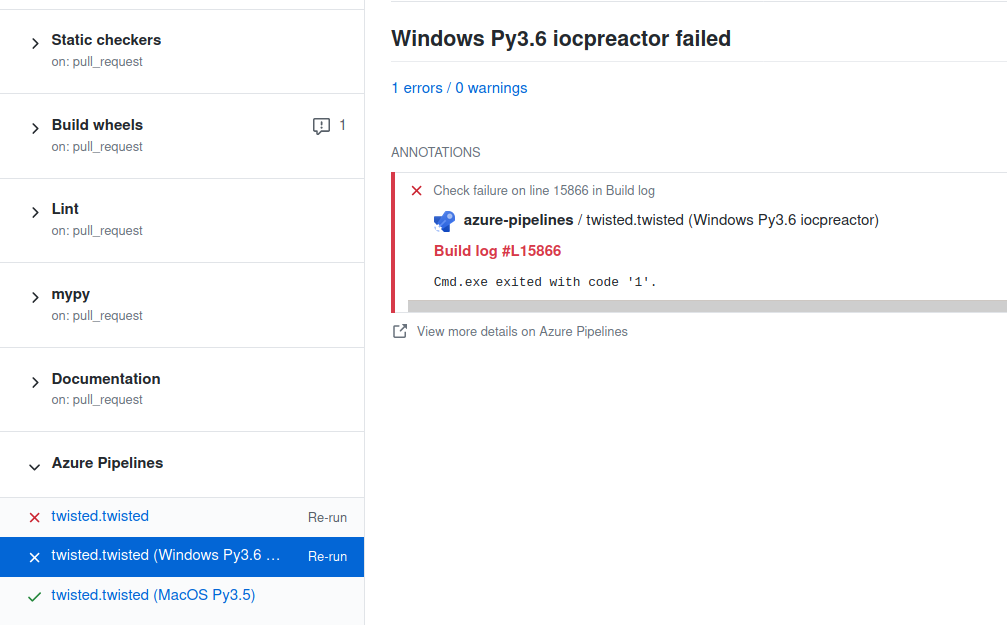 Static checkers
on: pull_request
Build wheels
1
on: pull_request
Lint
on: pull_request
mypy
on: pull_request
Documentation
on: pull_request
Azure Pipelines
twisted.twisted
Re-run
twisted.twisted (Windows Py3.6 …
Re-run
twisted.twisted (MacOS Py3.5)
Windows Py3.6 iocpreactor failed
1 errors / 0 warnings
ANNOTATIONS
Check failure on line 15866 in Build log
azure-pipelines / twisted.twisted (Windows Py3.6 iocpreactor)
Build log #L15866
Cmd.exe exited with code '1'.
View more details on Azure Pipelines